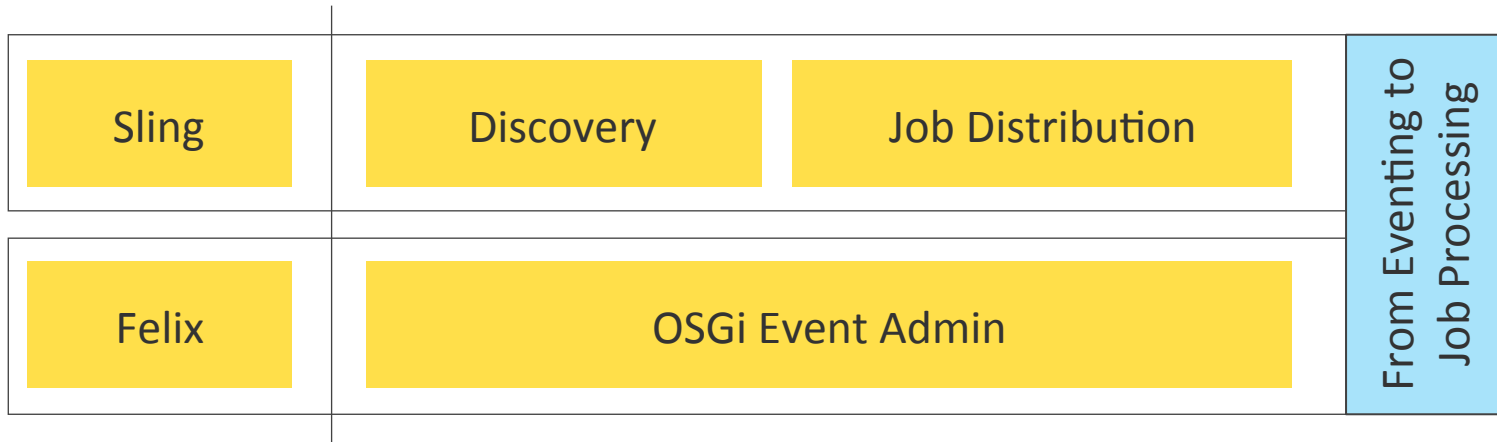 Sling
Discovery
Job Distribution
Felix
OSGi Event Admin
From Eventing to
Job Processing